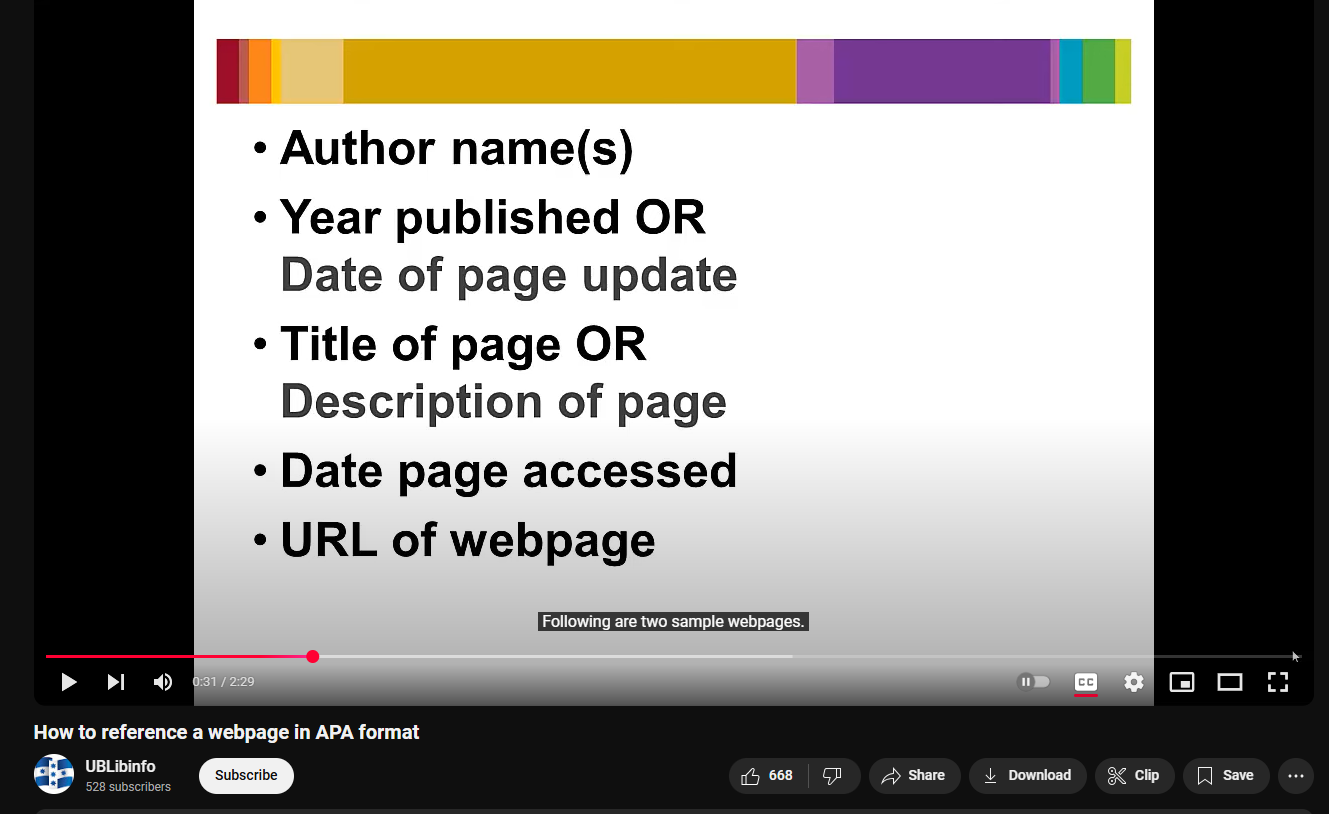 • Author name(s)
• Year published OR
Date of page update
• Title of page OR
Description of page
• Date page accessed
• URL of webpage
Following are two sample webpages.
0:31 / 2:29
CC
How to reference a webpage in APA format
UBLibinfo
528 subscribers
Subscribe
668
Share
Download
Clip
Save